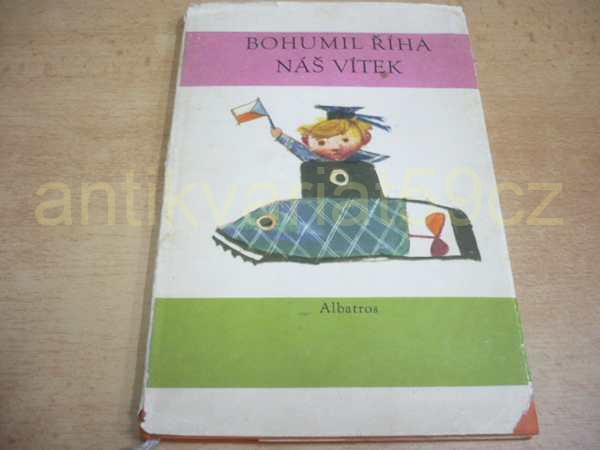 BOHUMIL ŘÍHA
NÁŠ VÍTEK
antikvariat59cz
Albatros